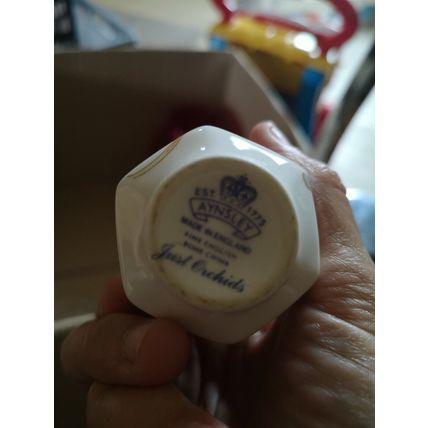 EST 1775
AYNSLEY
MADE IN ENGLAND
FINE ENGLISH
BONE CHINA
Just Orchids